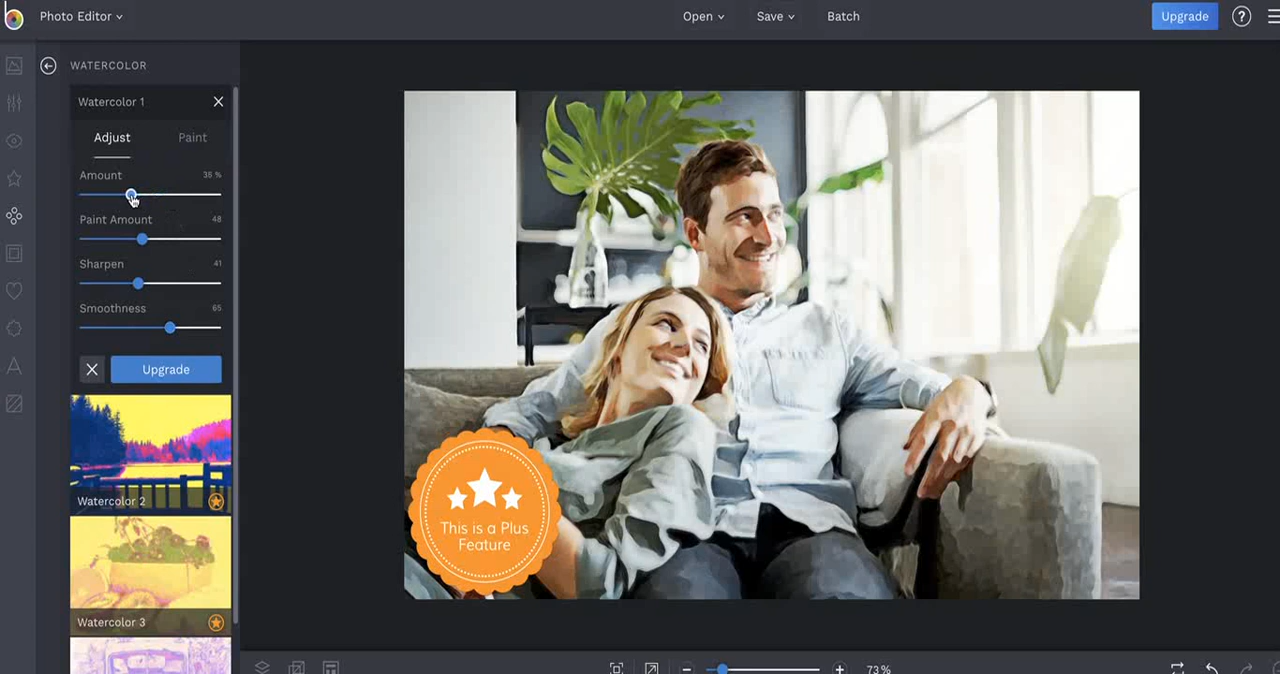 Photo Editor
Open
Save
Batch
Upgrade
?
WATERCOLOR
Watercolor 1
Adjust
Paint
Amount
36 %
Paint Amount
48
Sharpen
41
Smoothness
65
Upgrade
Watercolor 2
Watercolor 3
This is a Plus
Feature
73%